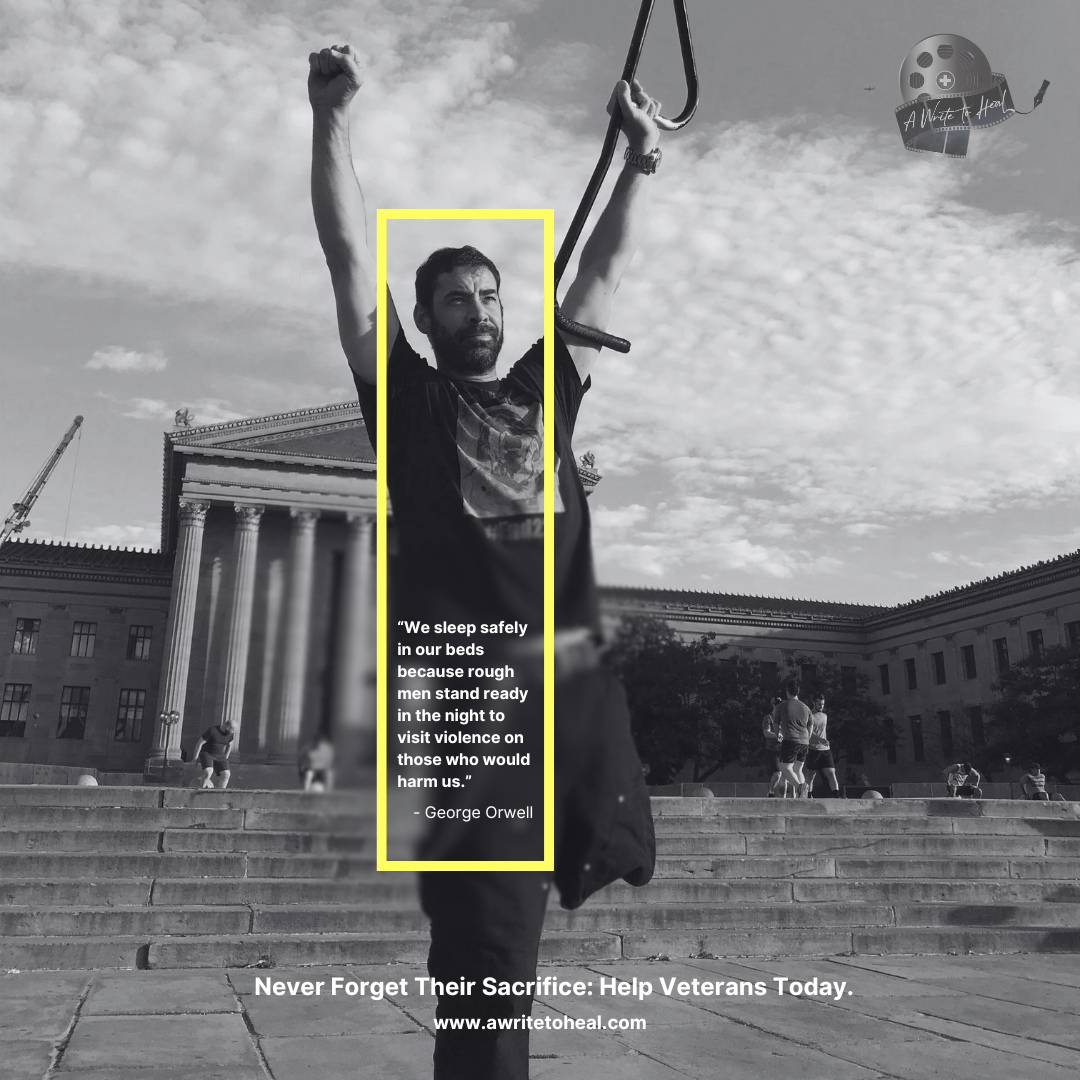 A Write to Heal
“We sleep safely
in our beds
because rough
men stand ready
in the night to
visit violence on
those who would
harm us.”
- George Orwell
Never Forget Their Sacrifice: Help Veterans Today.
www.awritetoheal.com